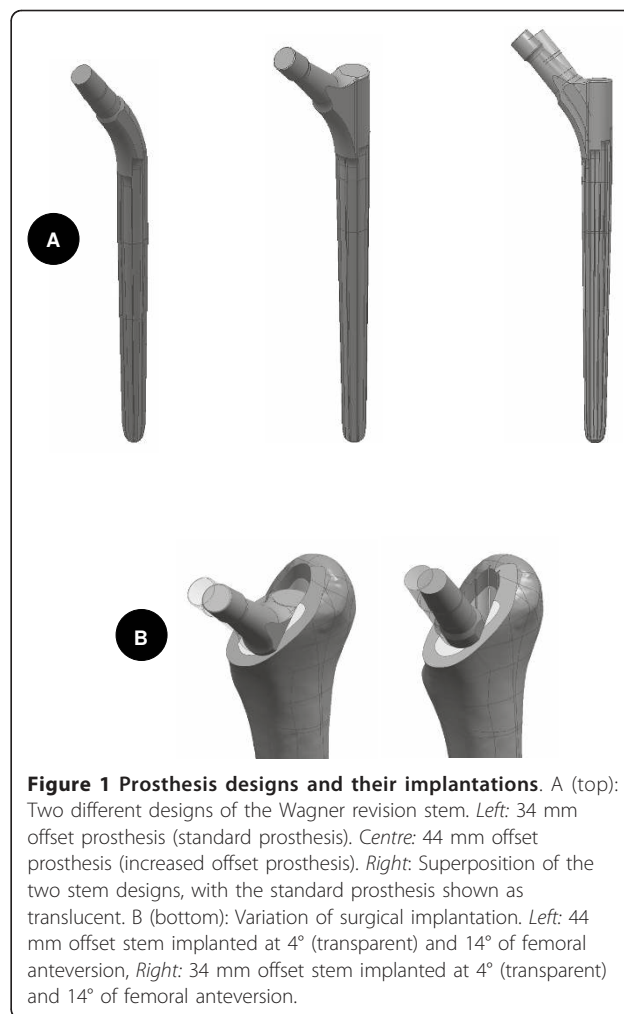 A
B
Figure 1 Prosthesis designs and their implantations. A (top):
Two different designs of the Wagner revision stem. Left: 34 mm
offset prosthesis (standard prosthesis). Centre: 44 mm offset
prosthesis (increased offset prosthesis). Right: Superposition of the
two stem designs, with the standard prosthesis shown as
translucent. B (bottom): Variation of surgical implantation. Left: 44
mm offset stem implanted at 4° (transparent) and 14° of femoral
anteversion, Right: 34 mm offset stem implanted at 4° (transparent)
and 14° of femoral anteversion.